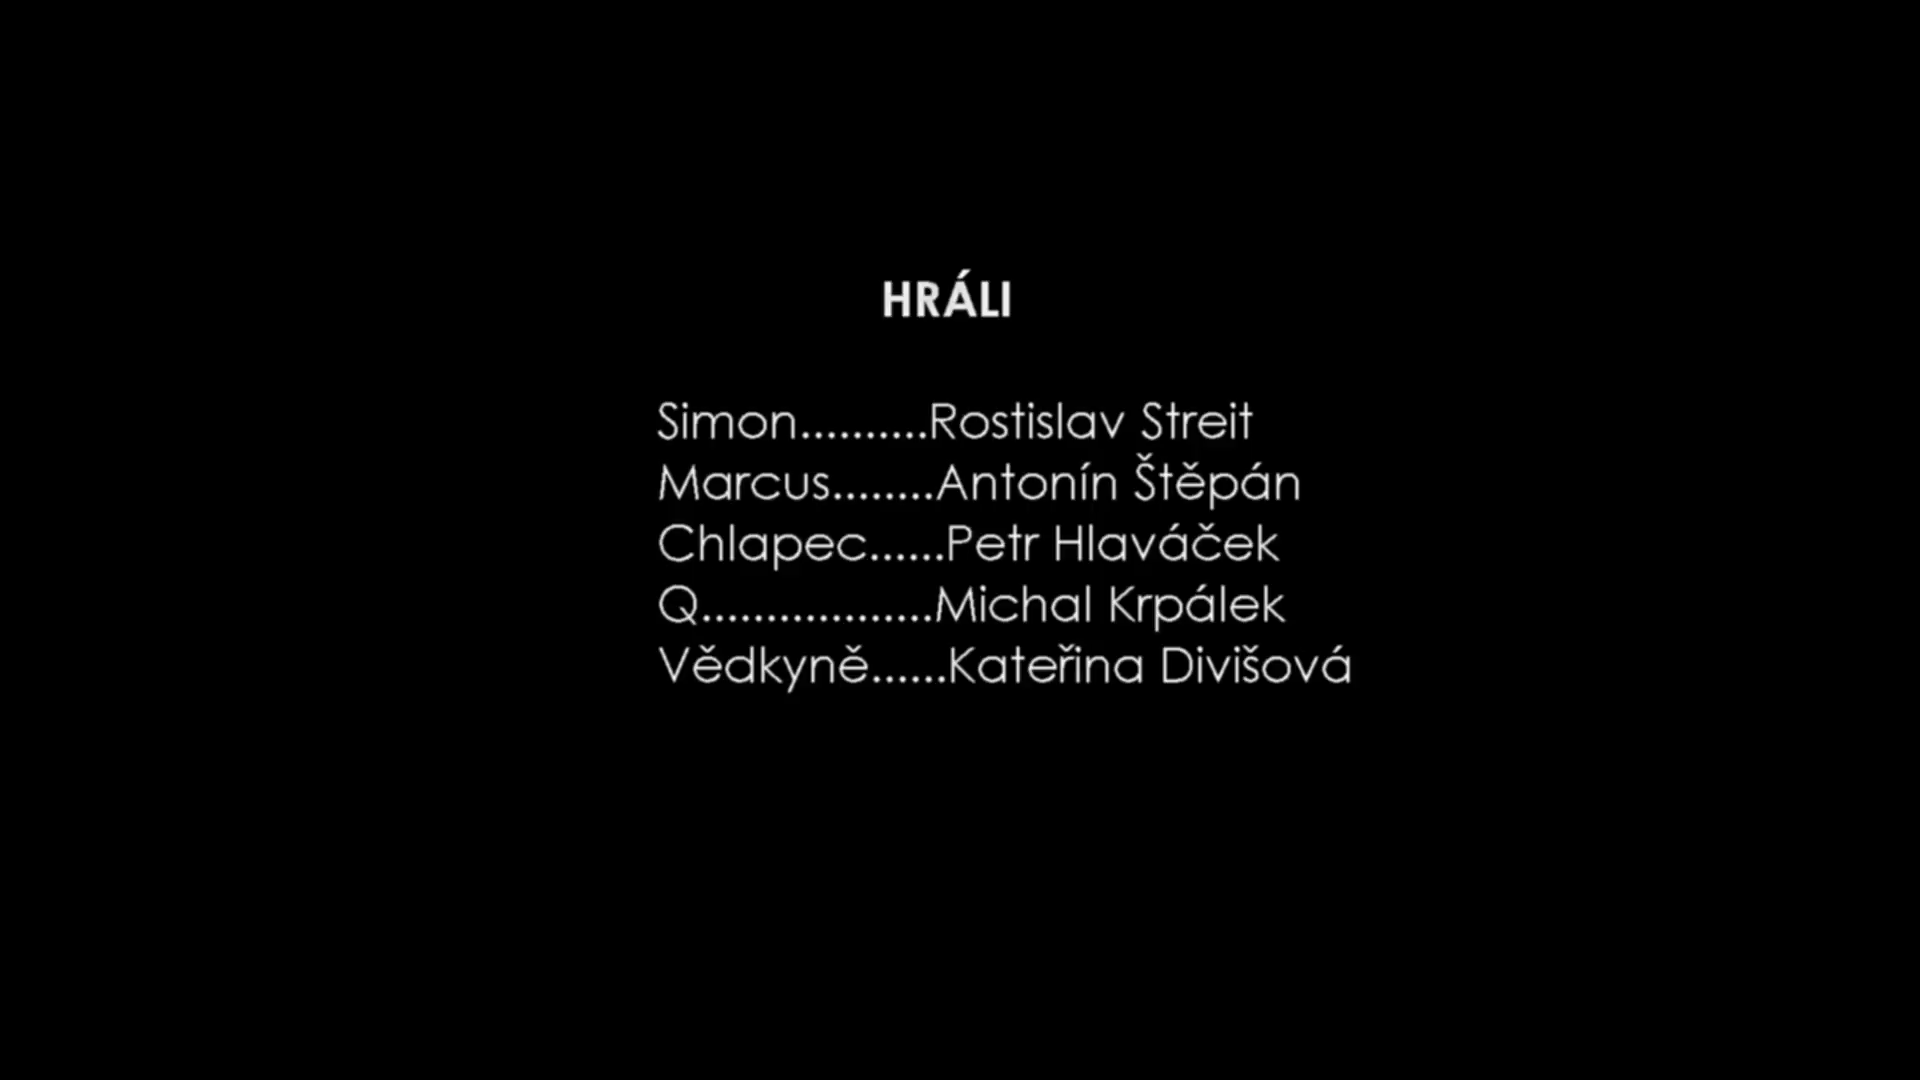 HRÁLI
Simon..........Rostislav Streit
Marcus........Antonín Štěpán
Chlapec......Petr Hlaváček
Q..................Michal Krpálek
Vědkyně......Kateřina Divišová